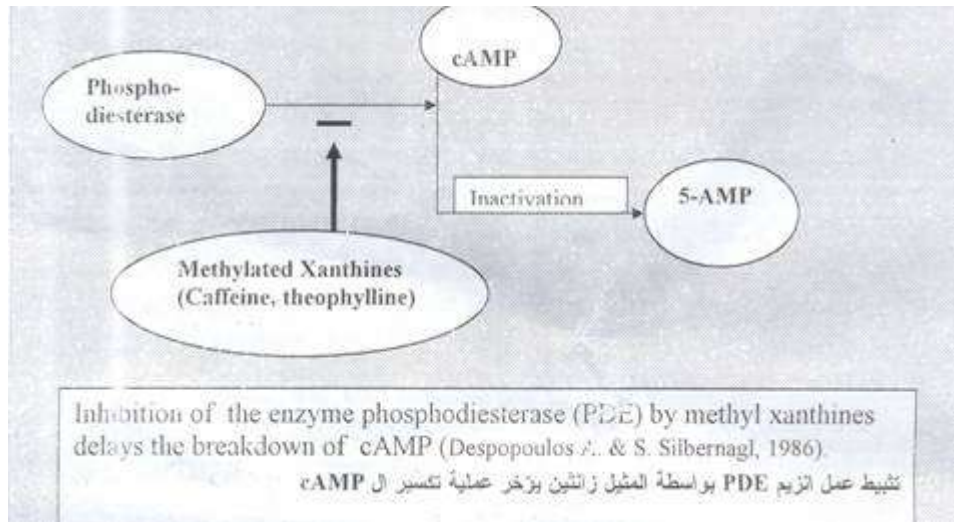 cAMP
Phospho-
diesterase
Inactivation
5-AMP
Methylated Xanthines
(Caffeine, theophylline)
Inhibition of the enzyme phosphodiesterase (PDE) by methyl xanthines
delays the breakdown of cAMP (Despopoulos A. & S. Silbernagl, 1986).
تثبيط عمل انزيم PDE بواسطة المثيل زانثين يؤخر عملية تكسير ال cAMP